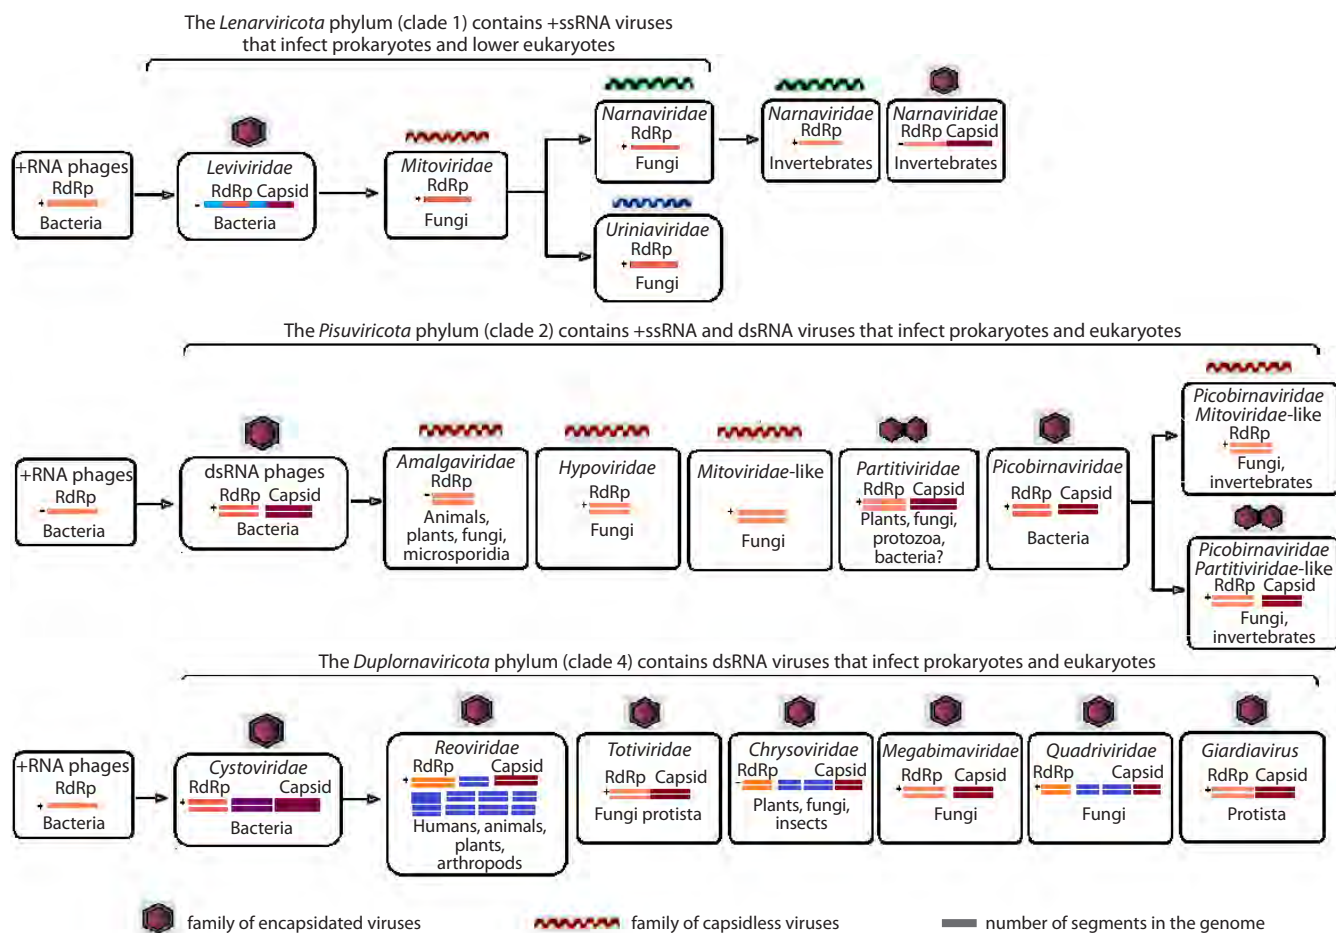 The Lenarviricota phylum (clade 1) contains +ssRNA viruses
that infect prokaryotes and lower eukaryotes
+RNA phages
RdRp
+
Bacteria
Leviviridae
RdRp Capsid
-
Bacteria
Mitoviridae
RdRp
+
Fungi
Narnaviridae
RdRp
+
Fungi
Uriniaviridae
RdRp
+
Fungi
Narnaviridae
RdRp
+
Invertebrates
Narnaviridae
RdRp Capsid
-
Invertebrates
The Pisuviricota phylum (clade 2) contains +ssRNA and dsRNA viruses that infect prokaryotes and eukaryotes
+RNA phages
RdRp
-
Bacteria
dsRNA phages
RdRp Capsid
+
Bacteria
Amalgaviridae
RdRp
-
Animals,
plants, fungi,
microsporidia
Hypoviridae
RdRp
+
Fungi
Mitoviridae-like
+
Fungi
Partitiviridae
RdRp Capsid
+
Plants, fungi,
protozoa,
bacteria?
Picobirnaviridae
RdRp Capsid
+
Bacteria
Picobirnaviridae
Mitoviridae-like
RdRp
+
Fungi,
invertebrates
Picobirnaviridae
Partitiviridae-like
RdRp Capsid
+
Fungi,
invertebrates
The Duplornaviricota phylum (clade 4) contains dsRNA viruses that infect prokaryotes and eukaryotes
+RNA phages
RdRp
+
Bacteria
Cystoviridae
RdRp Capsid
+
Bacteria
Reoviridae
RdRp Capsid
+
Humans, animals,
plants,
arthropods
Totiviridae
RdRp Capsid
+
Fungi protista
Chrysoviridae
RdRp Capsid
-
Plants, fungi,
insects
Megabimaviridae
RdRp Capsid
+
Fungi
Quadriviridae
RdRp Capsid
+
Fungi
Giardiavirus
RdRp Capsid
+
Protista
family of encapsidated viruses
family of capsidless viruses
number of segments in the genome